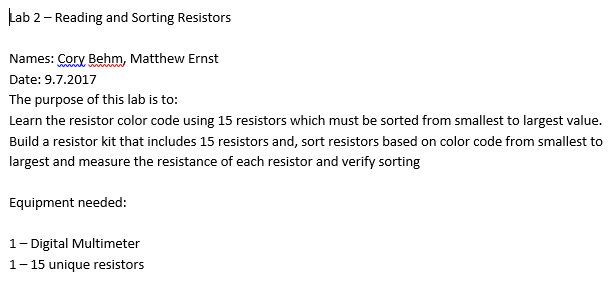 Lab 2 – Reading and Sorting Resistors
Names: Cory Behm, Matthew Ernst
Date: 9.7.2017
The purpose of this lab is to:
Learn the resistor color code using 15 resistors which must be sorted from smallest to largest value.
Build a resistor kit that includes 15 resistors and, sort resistors based on color code from smallest to
largest and measure the resistance of each resistor and verify sorting
Equipment needed:
1 – Digital Multimeter
1 – 15 unique resistors